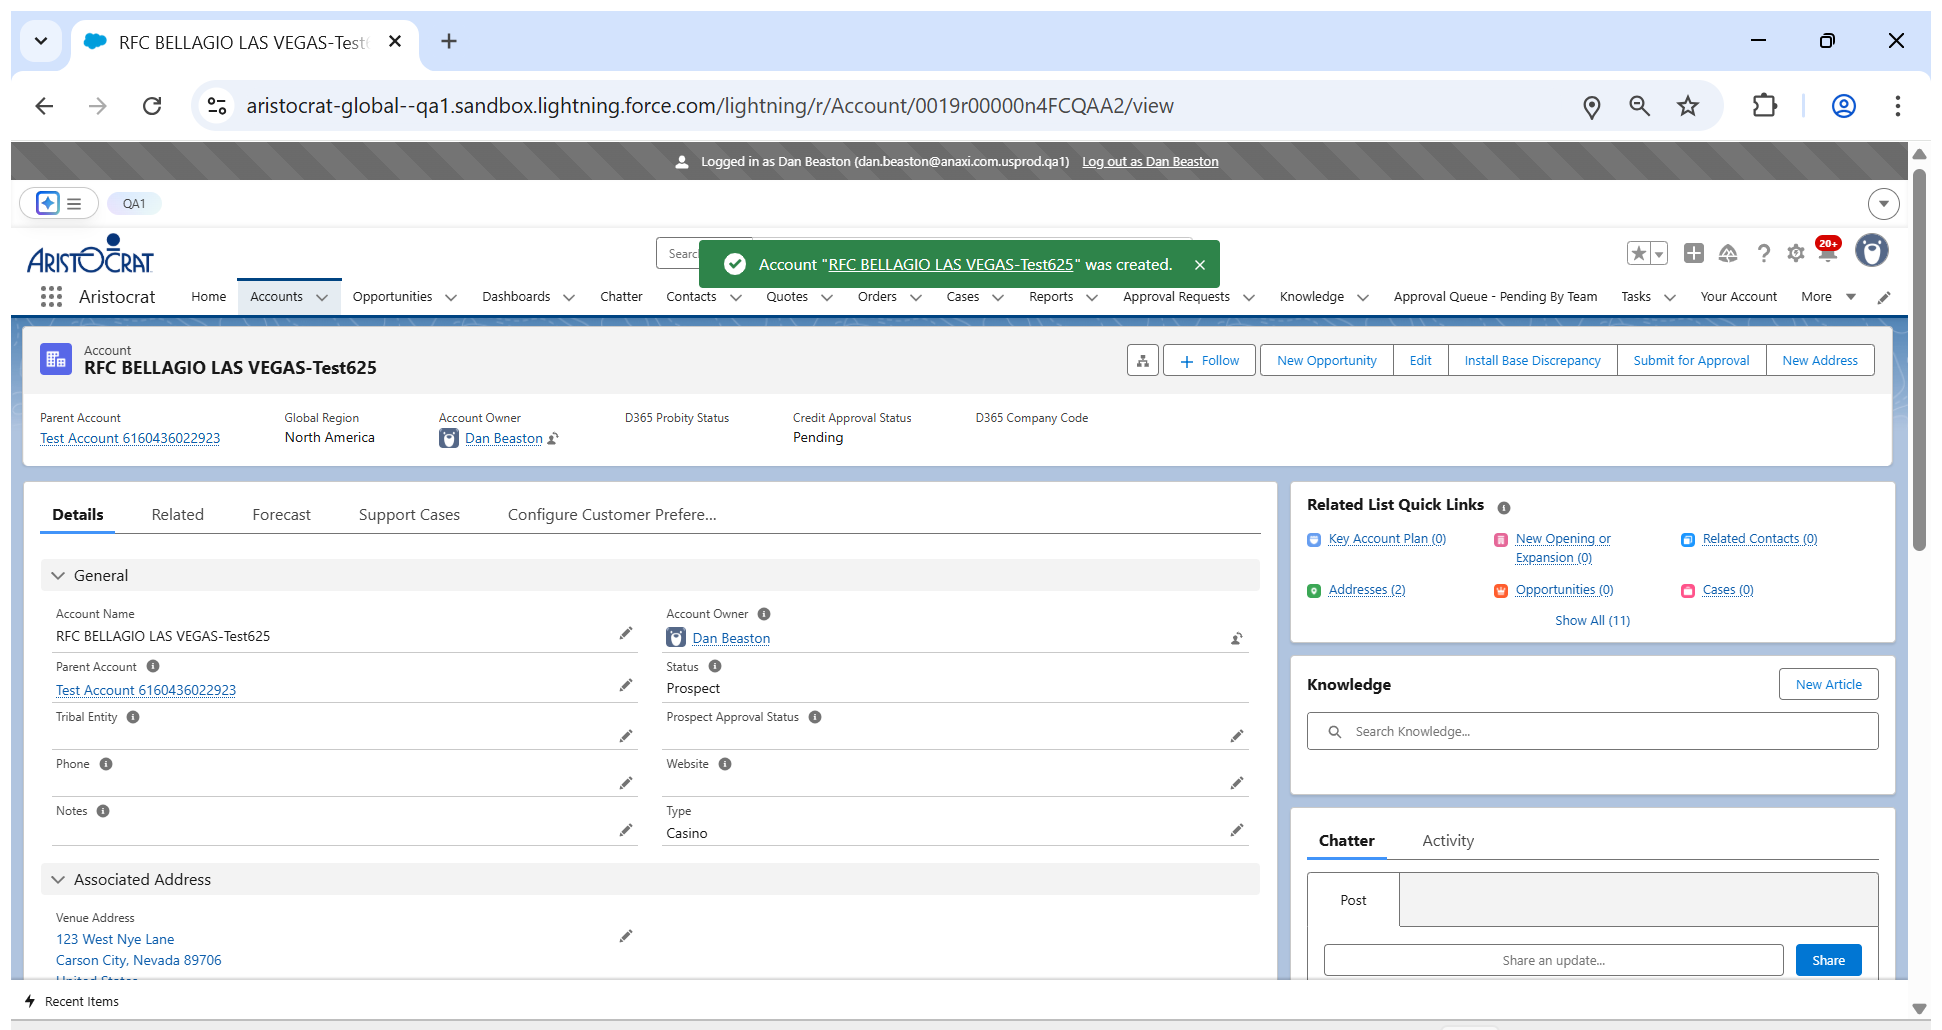 RFC BELLAGIO LAS VEGAS-Test
aristocrat-global--qa1.sandbox.lightning.force.com/lightning/r/Account/0019r00000n4FCQAA2/view
Logged in as Dan Beaston (dan.beaston@anaxi.com.usprod.qa1) Log out as Dan Beaston
QA1
ARISTOCRAT
Searc
Account "RFC BELLAGIO LAS VEGAS-Test625" was created.
20+
Aristocrat Home Accounts Opportunities Dashboards Chatter Contacts Quotes Orders Cases Reports Approval Requests Knowledge Approval Queue - Pending By Team Tasks Your Account More
Account
RFC BELLAGIO LAS VEGAS-Test625
Follow New Opportunity Edit Install Base Discrepancy Submit for Approval New Address
Parent Account Global Region Account Owner D365 Probity Status Credit Approval Status D365 Company Code
Test Account 6160436022923 North America Dan Beaston Pending
Details Related Forecast Support Cases Configure Customer Prefere...
General
Account Name Account Owner
RFC BELLAGIO LAS VEGAS-Test625 Dan Beaston
Parent Account Status
Test Account 6160436022923 Prospect
Tribal Entity Prospect Approval Status
Phone Website
Notes Type
Casino
Associated Address
Venue Address
123 West Nye Lane
Carson City, Nevada 89706
United States
Related List Quick Links
Key Account Plan (0) New Opening or Expansion (0) Related Contacts (0)
Addresses (2) Opportunities (0) Cases (0)
Show All (11)
Knowledge New Article
Search Knowledge...
Chatter Activity
Post
Share an update... Share
Recent Items